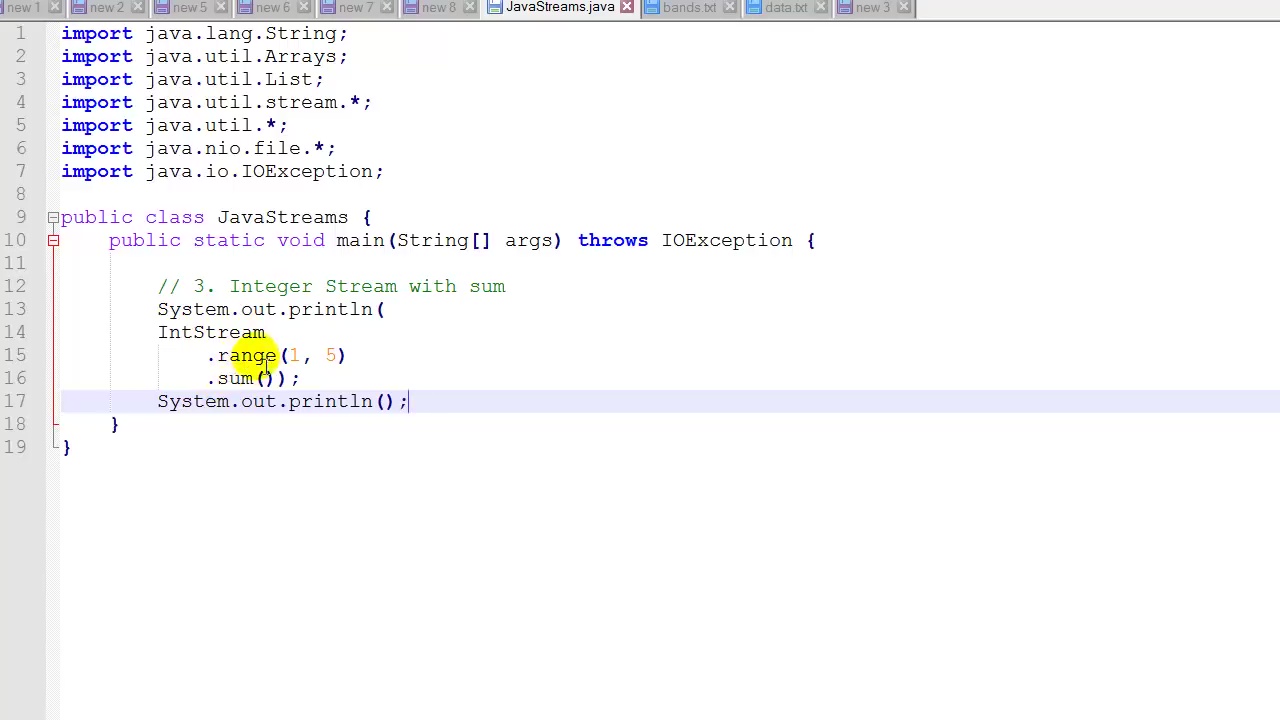 new 1 new 2 new 5 new 6 new 7 new 8 JavaStreams.java bands.txt data.txt new 3
1 import java.lang.String;
2 import java.util.Arrays;
3 import java.util.List;
4 import java.util.stream.*;
5 import java.util.*;
6 import java.nio.file.*;
7 import java.io.IOException;
8
9 public class JavaStreams {
10 public static void main(String[] args) throws IOException {
11
12 // 3. Integer Stream with sum
13 System.out.println(
14 IntStream
15 .range(1, 5)
16 .sum());
17 System.out.println();
18 }
19 }